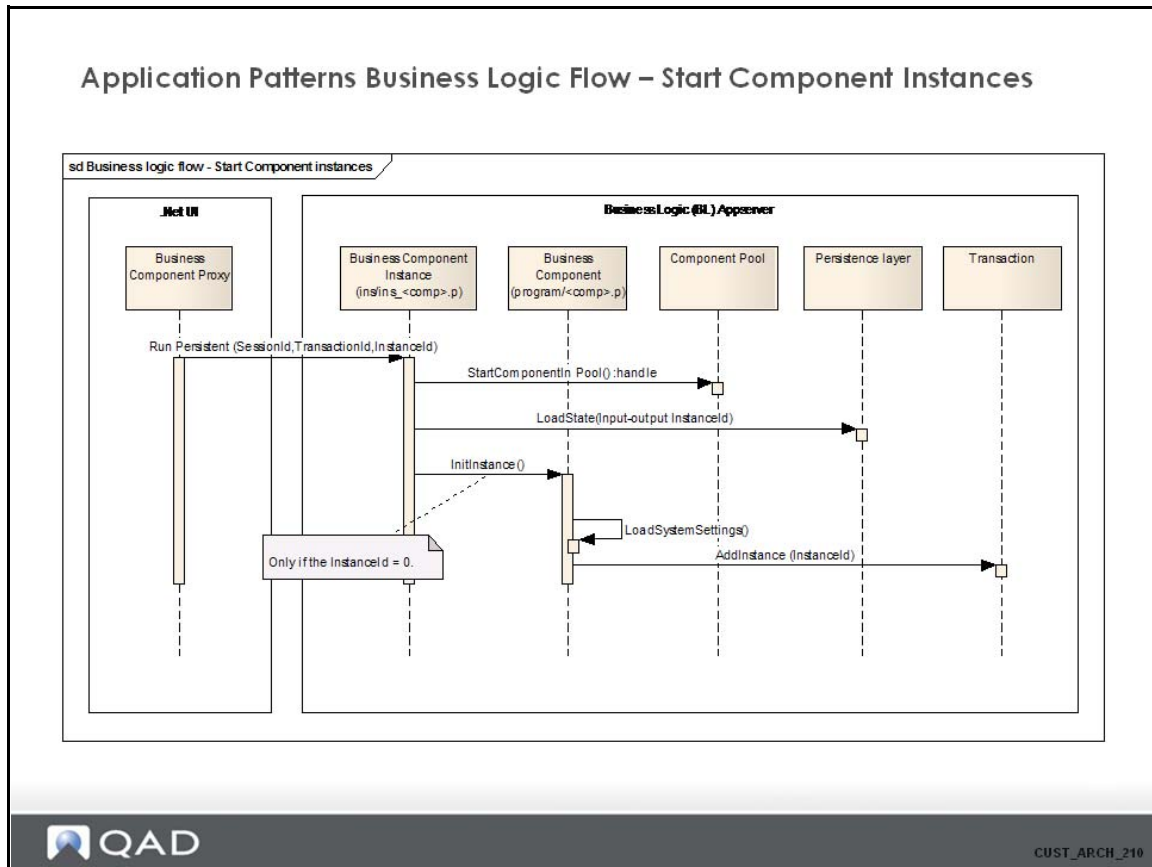 Application Patterns Business Logic Flow – Start Component Instances
sd Business logic flow - Start Component instances
.Net UI
Business Logic (BL) Appserver
Business
Component Proxy
Business Component
Instance
(ins/ins_<comp>.p)
Business
Component
(program/<comp>.p)
Component Pool
Persistence layer
Transaction
Run Persistent (SessionId,TransactionId,InstanceId)
StartComponentIn Pool() :handle
LoadState(Input-output InstanceId)
InitInstance()
LoadSystemSettings()
Only if the InstanceId = 0.
AddInstance (InstanceId)
QAD
CUST_ARCH_210